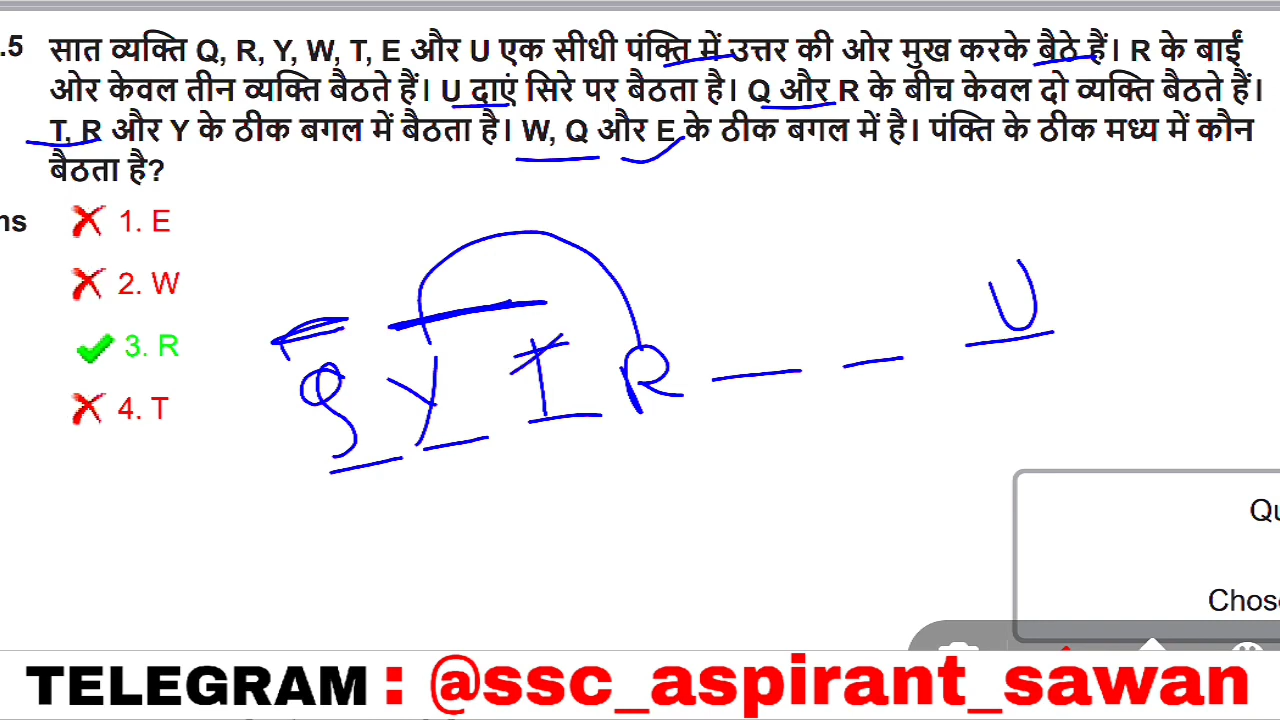 .5 सात व्यक्ति Q, R, Y, W, T, E और U एक सीधी पंक्ति में उत्तर की ओर मुख करके बैठे हैं। R के बाईं
ओर केवल तीन व्यक्ति बैठते हैं। U दाएं सिरे पर बैठता है। Q और R के बीच केवल दो व्यक्ति बैठते हैं।
T, R और Y के ठीक बगल में बैठता है। W, Q और E के ठीक बगल में है। पंक्ति के ठीक मध्य में कौन
बैठता है?
ns
1. E
2. W
3. R
4. T
Q Y T R U
Qu
Chose
TELEGRAM : @ssc_aspirant_sawan